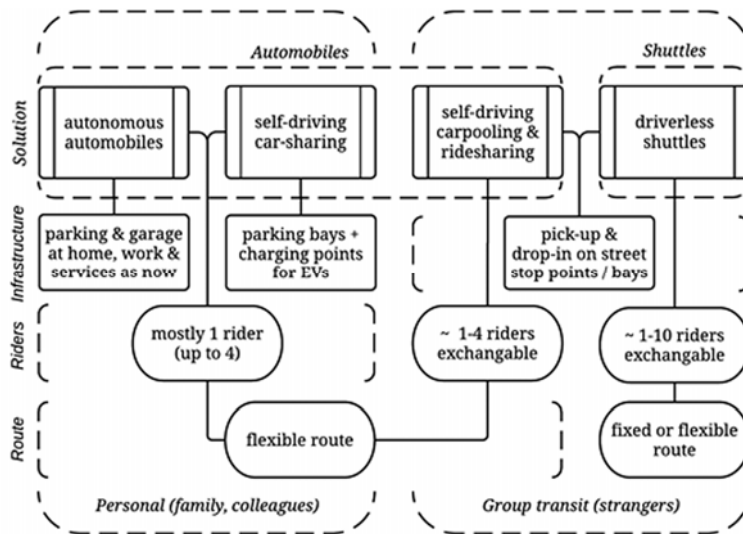 Automobiles
Shuttles
Solution
autonomous
automobiles
self-driving
car-sharing
self-driving
carpooling &
ridesharing
driverless
shuttles
Infrastructure
parking & garage
at home, work &
services as now
parking bays +
charging points
for EVs
pick-up &
drop-in on street
stop points / bays
Riders
mostly 1 rider
(up to 4)
~ 1-4 riders
exchangable
~ 1-10 riders
exchangable
Route
flexible route
fixed or flexible
route
Personal (family, colleagues)
Group transit (strangers)